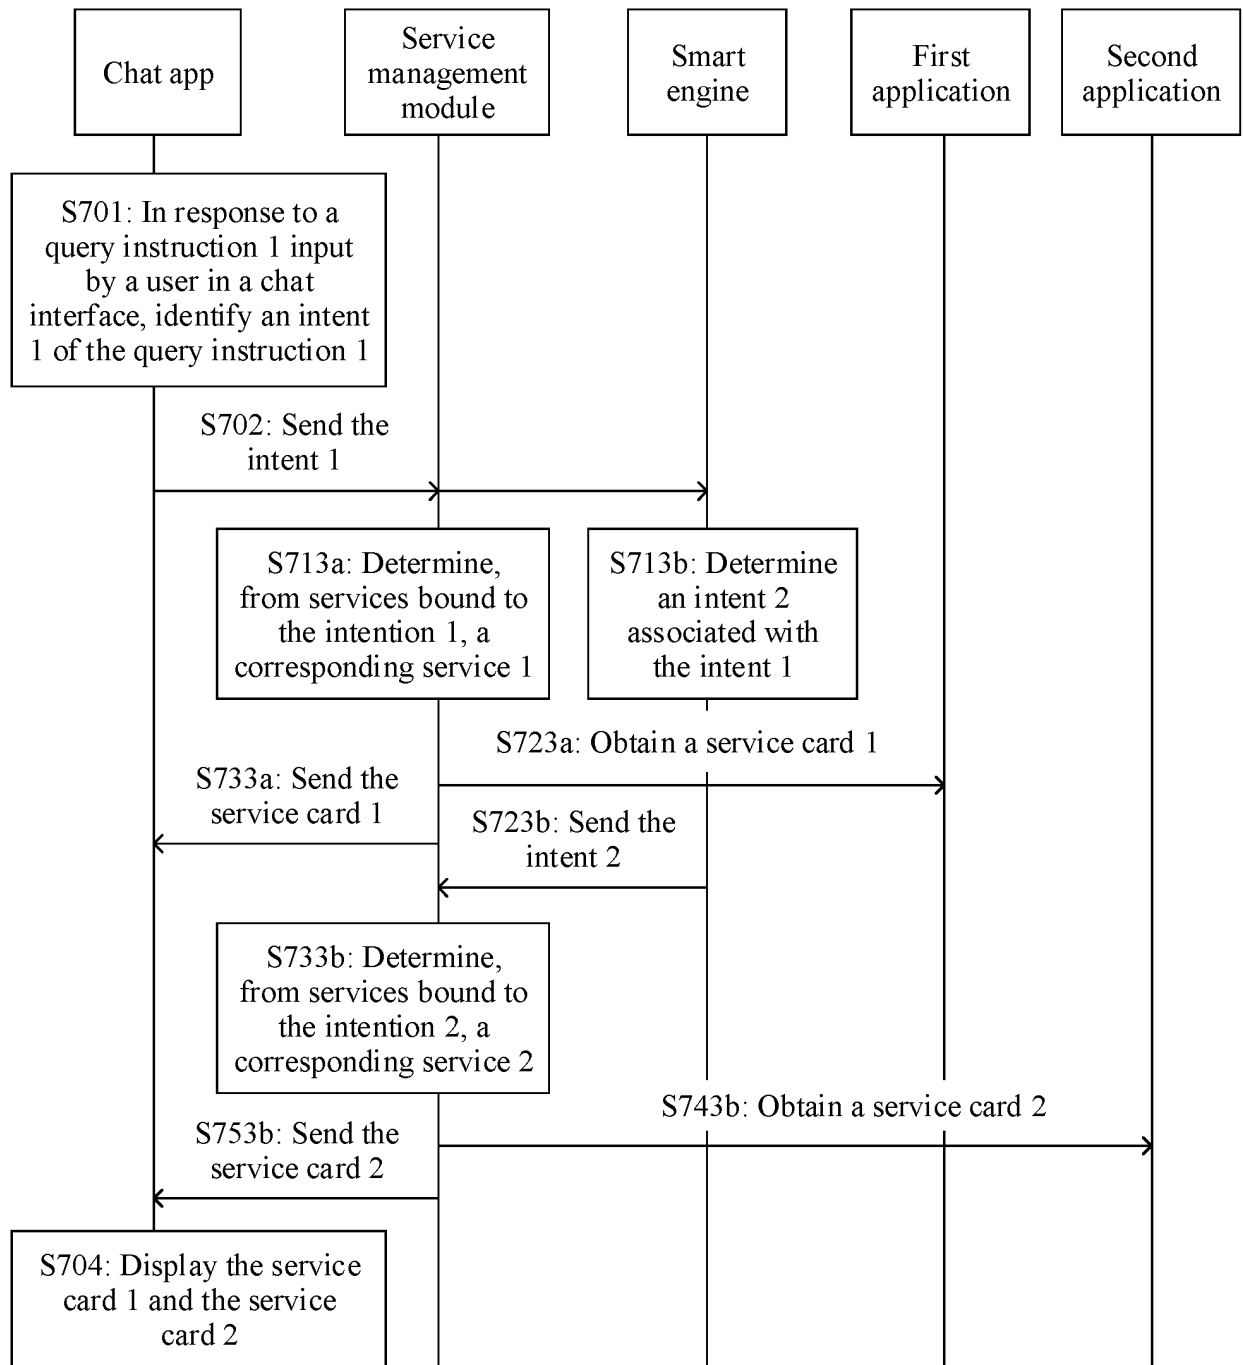 Chat app
Service
management
module
Smart
engine
First
application
Second
application
S701: In response to a
query instruction 1 input
by a user in a chat
interface, identify an intent
1 of the query instruction 1
S702: Send the
intent 1
S713a: Determine,
from services bound to
the intention 1, a
corresponding service 1
S713b: Determine
an intent 2
associated with
the intent 1
S723a: Obtain a service card 1
S733a: Send the
service card 1
S723b: Send the
intent 2
S733b: Determine,
from services bound to
the intention 2, a
corresponding service 2
S743b: Obtain a service card 2
S753b: Send the
service card 2
S704: Display the service
card 1 and the service
card 2